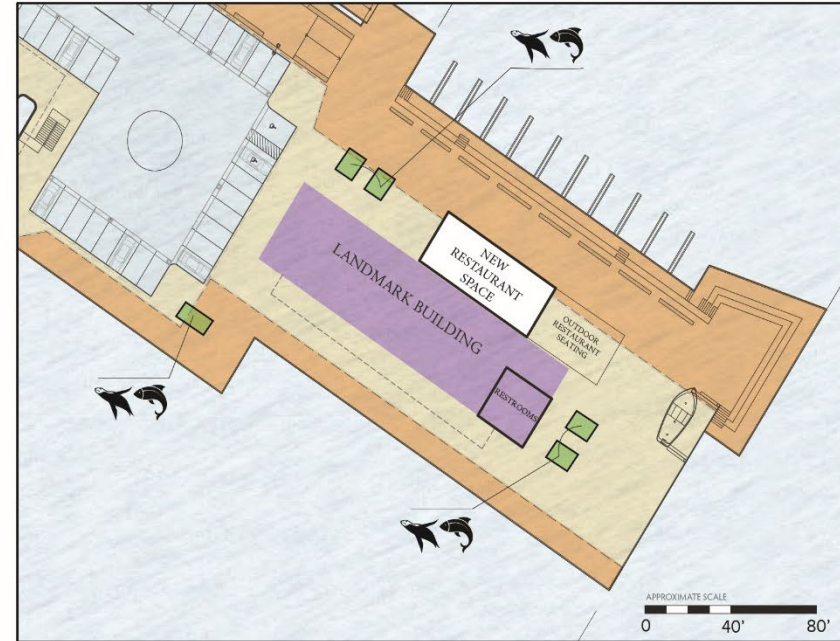 NEW
RESTAURANT
SPACE
LANDMARK BUILDING
OUTDOOR
RESTAURANT
SEATING
RESTROOMS
APPROXIMATE SCALE
0 40' 80'